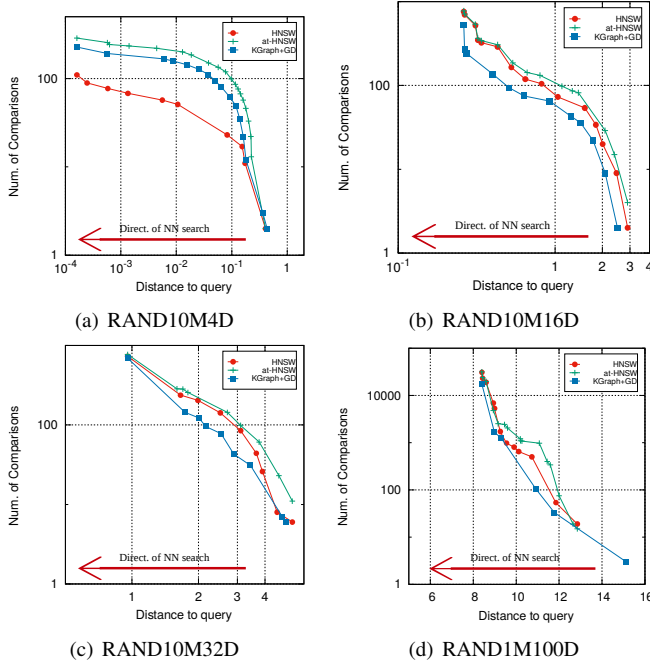 Num. of Comparisons
100
1
HNSW
at-HNSW
KGraph+GD
Direct. of NN search
10-4
10-3
10-2
10-1
1
Distance to query
(a) RAND10M4D
Num. of Comparisons
100
1
HNSW
at-HNSW
KGraph+GD
Direct. of NN search
10-1
1
2
3
4
Distance to query
(b) RAND10M16D
Num. of Comparisons
100
1
HNSW
at-HNSW
KGraph+GD
Direct. of NN search
1
2
3
4
Distance to query
(c) RAND10M32D
Num. of Comparisons
10000
100
1
HNSW
at-HNSW
KGraph+GD
Direct. of NN search
6
8
10
12
14
16
Distance to query
(d) RAND1M100D